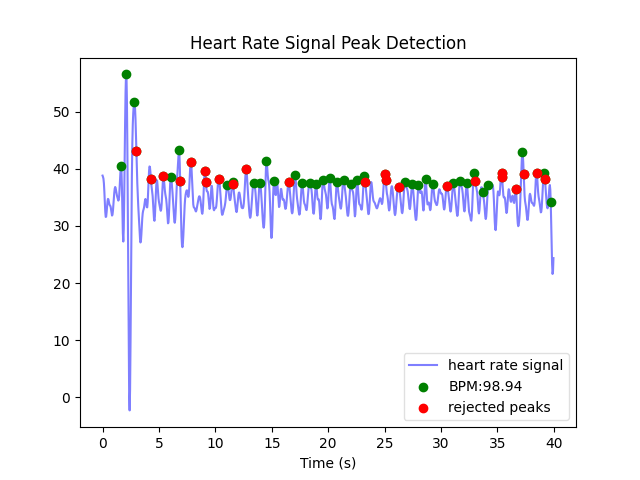 Heart Rate Signal Peak Detection
50
40
30
20
10
0
heart rate signal
BPM:98.94
rejected peaks
0 5 10 15 20 25 30 35 40
Time (s)